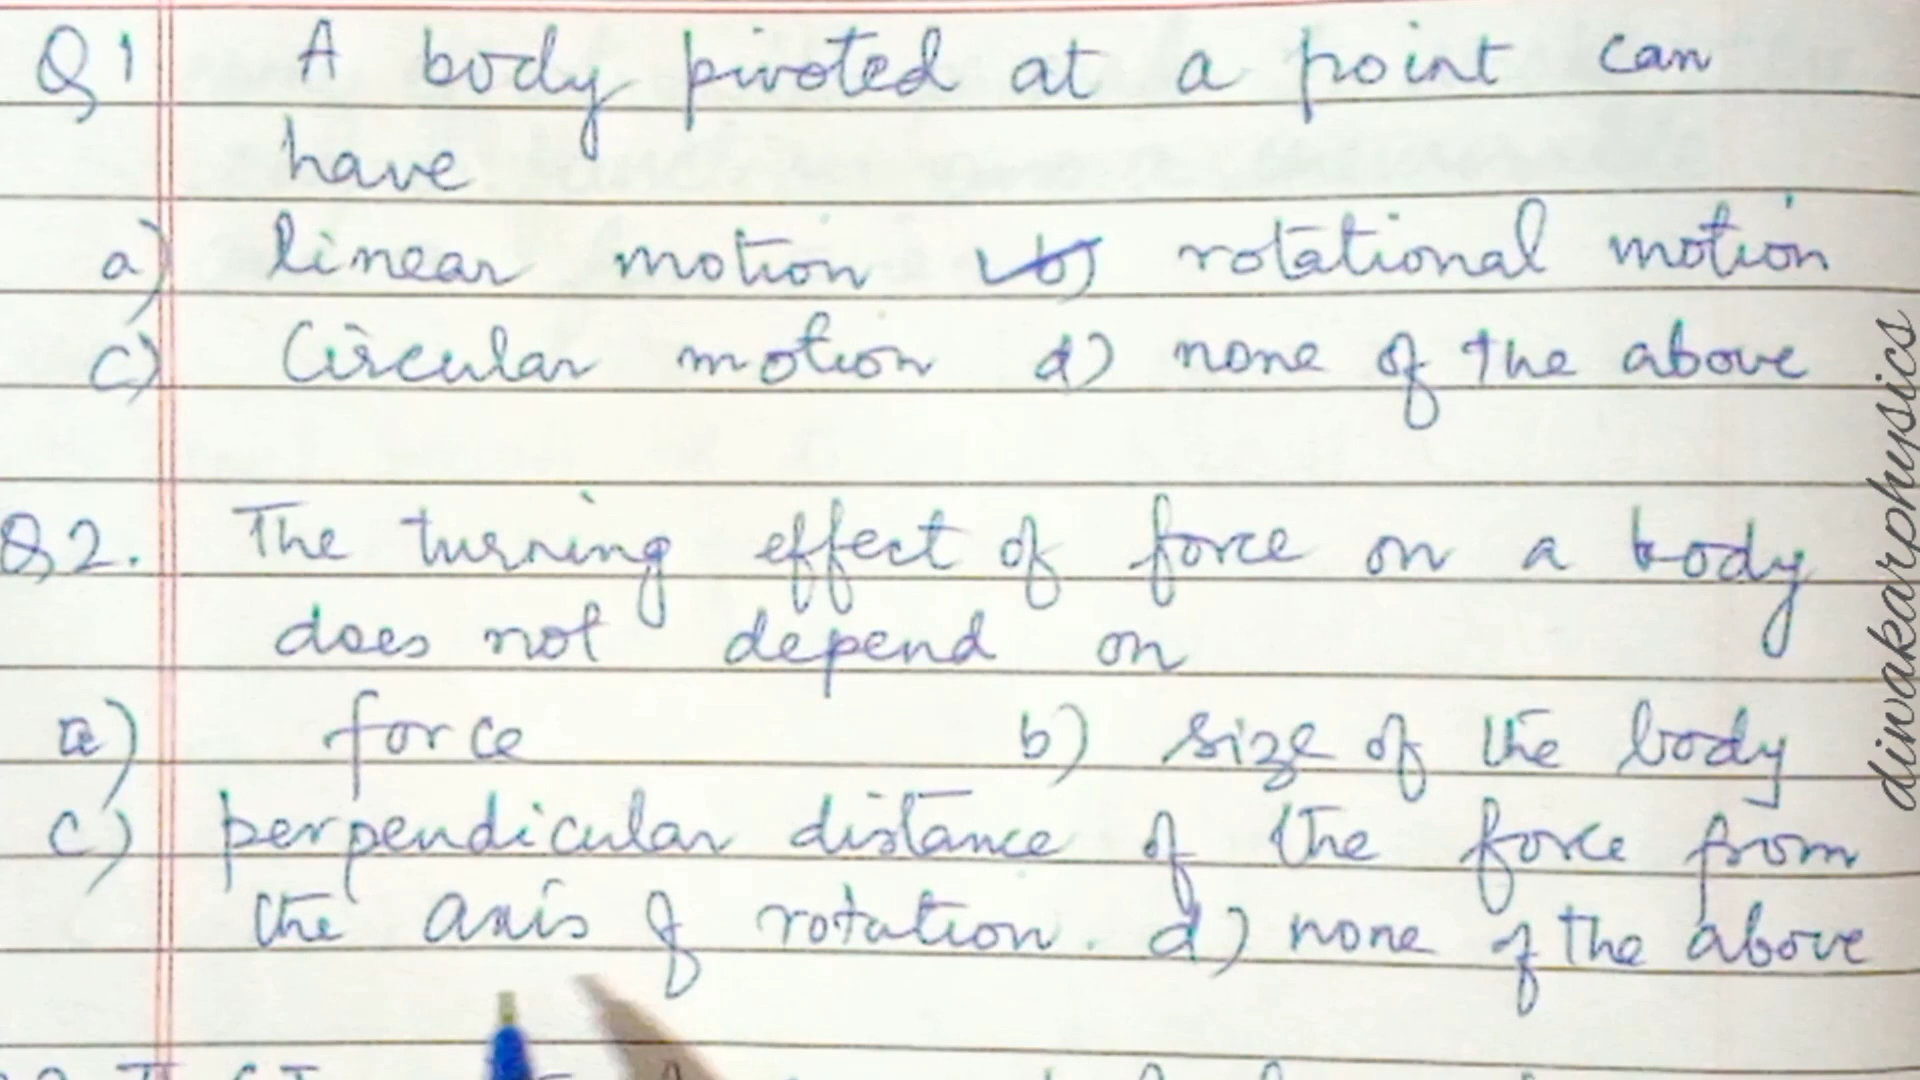 Q1 A body pivoted at a point can
have
a) linear motion b) rotational motion
c) Circular motion d) none of the above
Q2. The turning effect of force on a body
does not depend on
a) force b) size of the body
c) perpendicular distance of the force from
the axis of rotation. d) none of the above
diwakarphysics